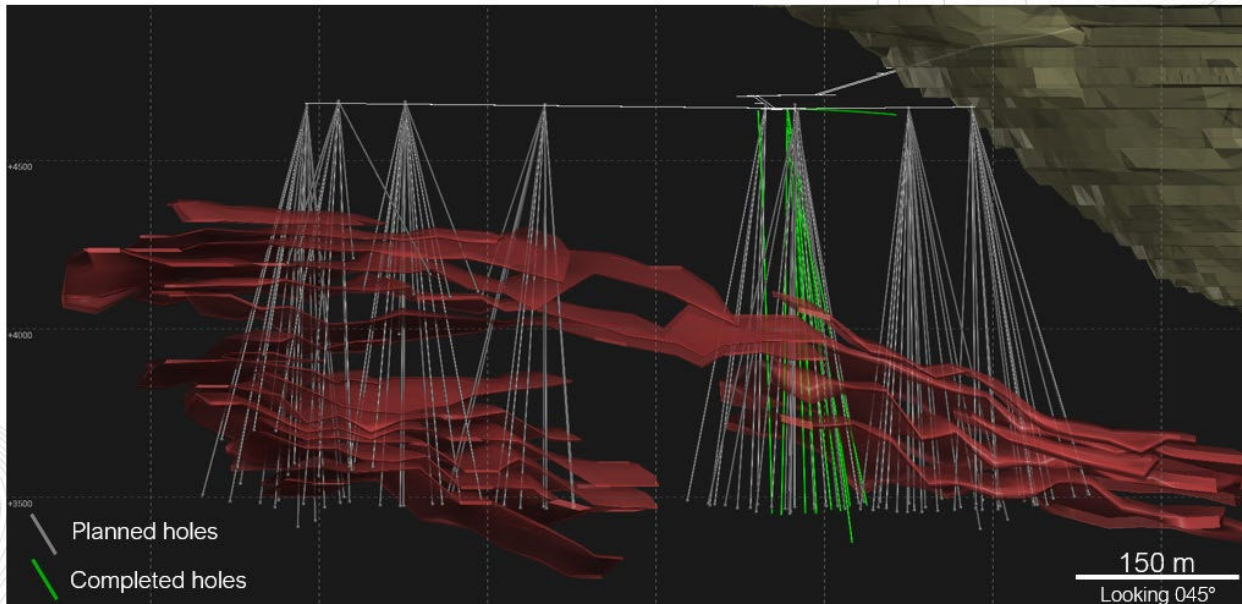 +4500
+4000
+3500
Planned holes
Completed holes
150 m
Looking 045°